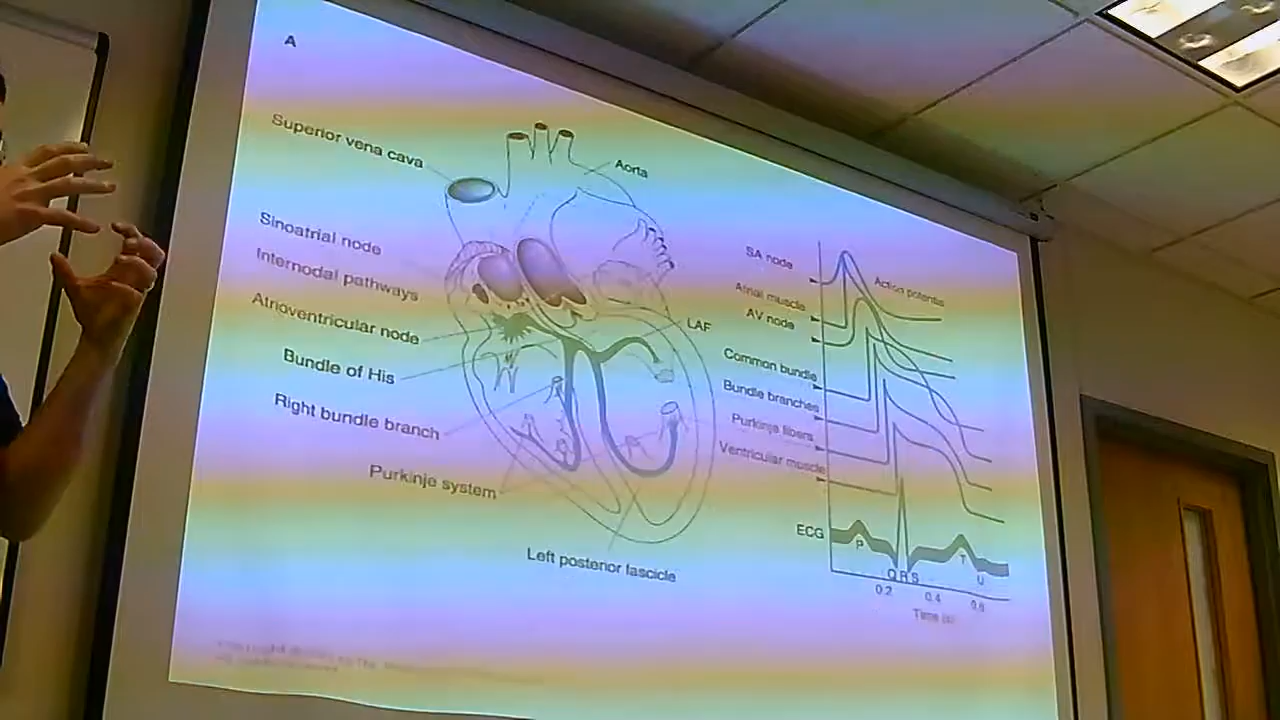 A
Superior vena cava
Aorta
Sinoatrial node
Internodal pathways
Atrioventricular node
Bundle of His
Right bundle branch
Purkinje system
Left posterior fascicle
LAF
SA node
Action potential
Atrial muscle
AV node
Common bundle
Bundle branches
Purkinje fibers
Ventricular muscle
ECG
P
Q R S
T
U
0.2
0.4
0.6
Time (s)